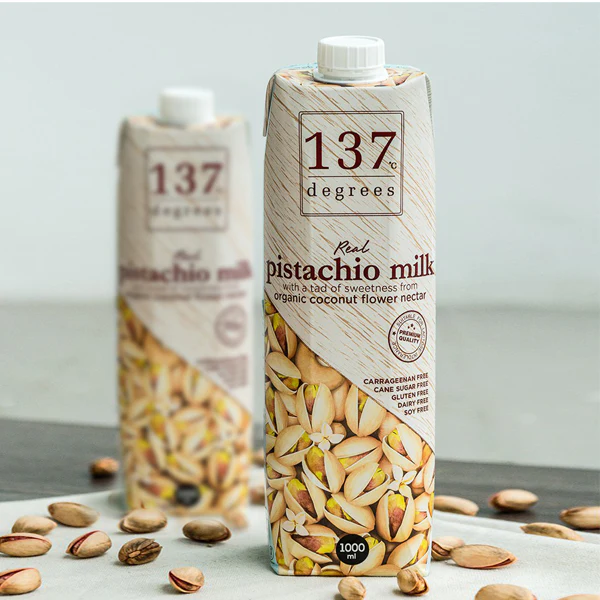 137°C
degrees
Real
pistachio milk
with a tad of sweetness from
organic coconut flower nectar
PREMIUM
QUALITY
CARRAGEENAN FREE
CANE SUGAR FREE
GLUTEN FREE
DAIRY FREE
SOY FREE
1000
ml
137
degrees
Real
pistachio milk